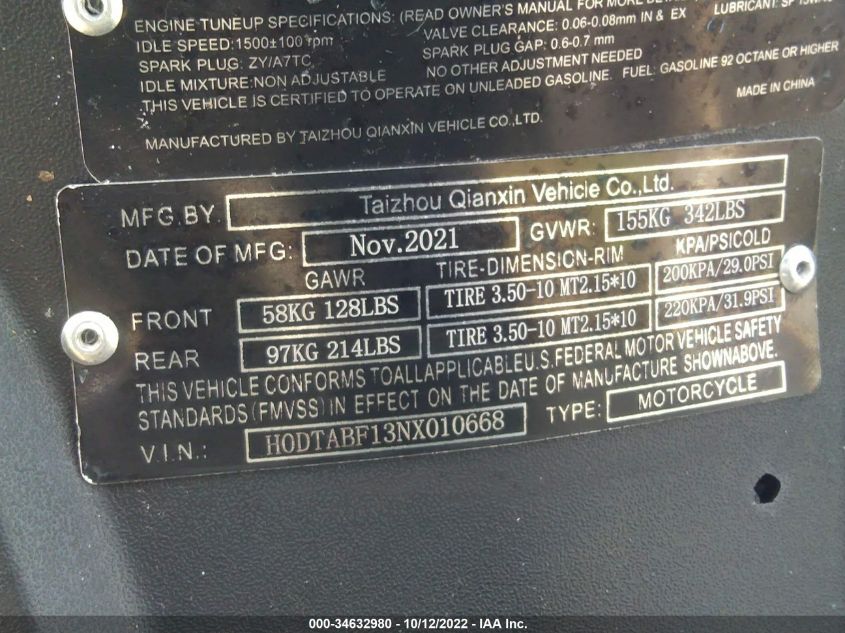 ENGINE TUNEUP SPECIFICATIONS: (READ OWNER'S MANUAL FOR MORE
IDLE SPEED:1500±100 rpm VALVE CLEARANCE: 0.06-0.08mm IN & EX LUBRICANT: SF
SPARK PLUG: ZY/A7TC SPARK PLUG GAP: 0.6-0.7 mm
IDLE MIXTURE:NON ADJUSTABLE NO OTHER ADJUSTMENT NEEDED
THIS VEHICLE IS CERTIFIED TO OPERATE ON UNLEADED GASOLINE. FUEL: GASOLINE 92 OCTANE OR HIGHER
MADE IN CHINA
MANUFACTURED BY TAIZHOU QIANXIN VEHICLE CO.,LTD.
MFG.BY. Taizhou Qianxin Vehicle Co.,Ltd.
DATE OF MFG: Nov.2021 GVWR: 155KG 342LBS
GAWR TIRE-DIMENSION-RIM KPA/PSICOLD
FRONT 58KG 128LBS TIRE 3.50-10 MT2.15*10 200KPA/29.0PSI
REAR 97KG 214LBS TIRE 3.50-10 MT2.15*10 220KPA/31.9PSI
THIS VEHICLE CONFORMS TOALLAPPLICABLEU.S.FEDERAL MOTOR VEHICLE SAFETY
STANDARDS (FMVSS) IN EFFECT ON THE DATE OF MANUFACTURE SHOWNABOVE.
V.I.N.: H0DTABF13NX010668 TYPE: MOTORCYCLE
000-34632980 - 10/12/2022 - IAA Inc.